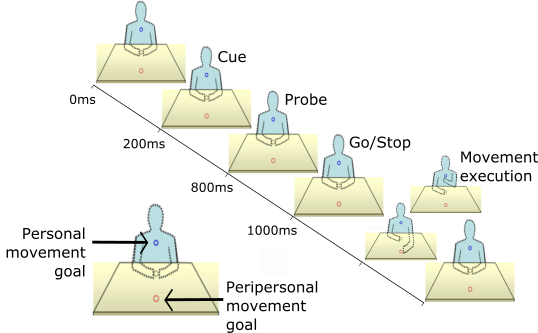 Cue
0ms
Probe
200ms
Go/Stop
800ms
Movement
execution
1000ms
Personal
movement
goal
Peripersonal
movement
goal